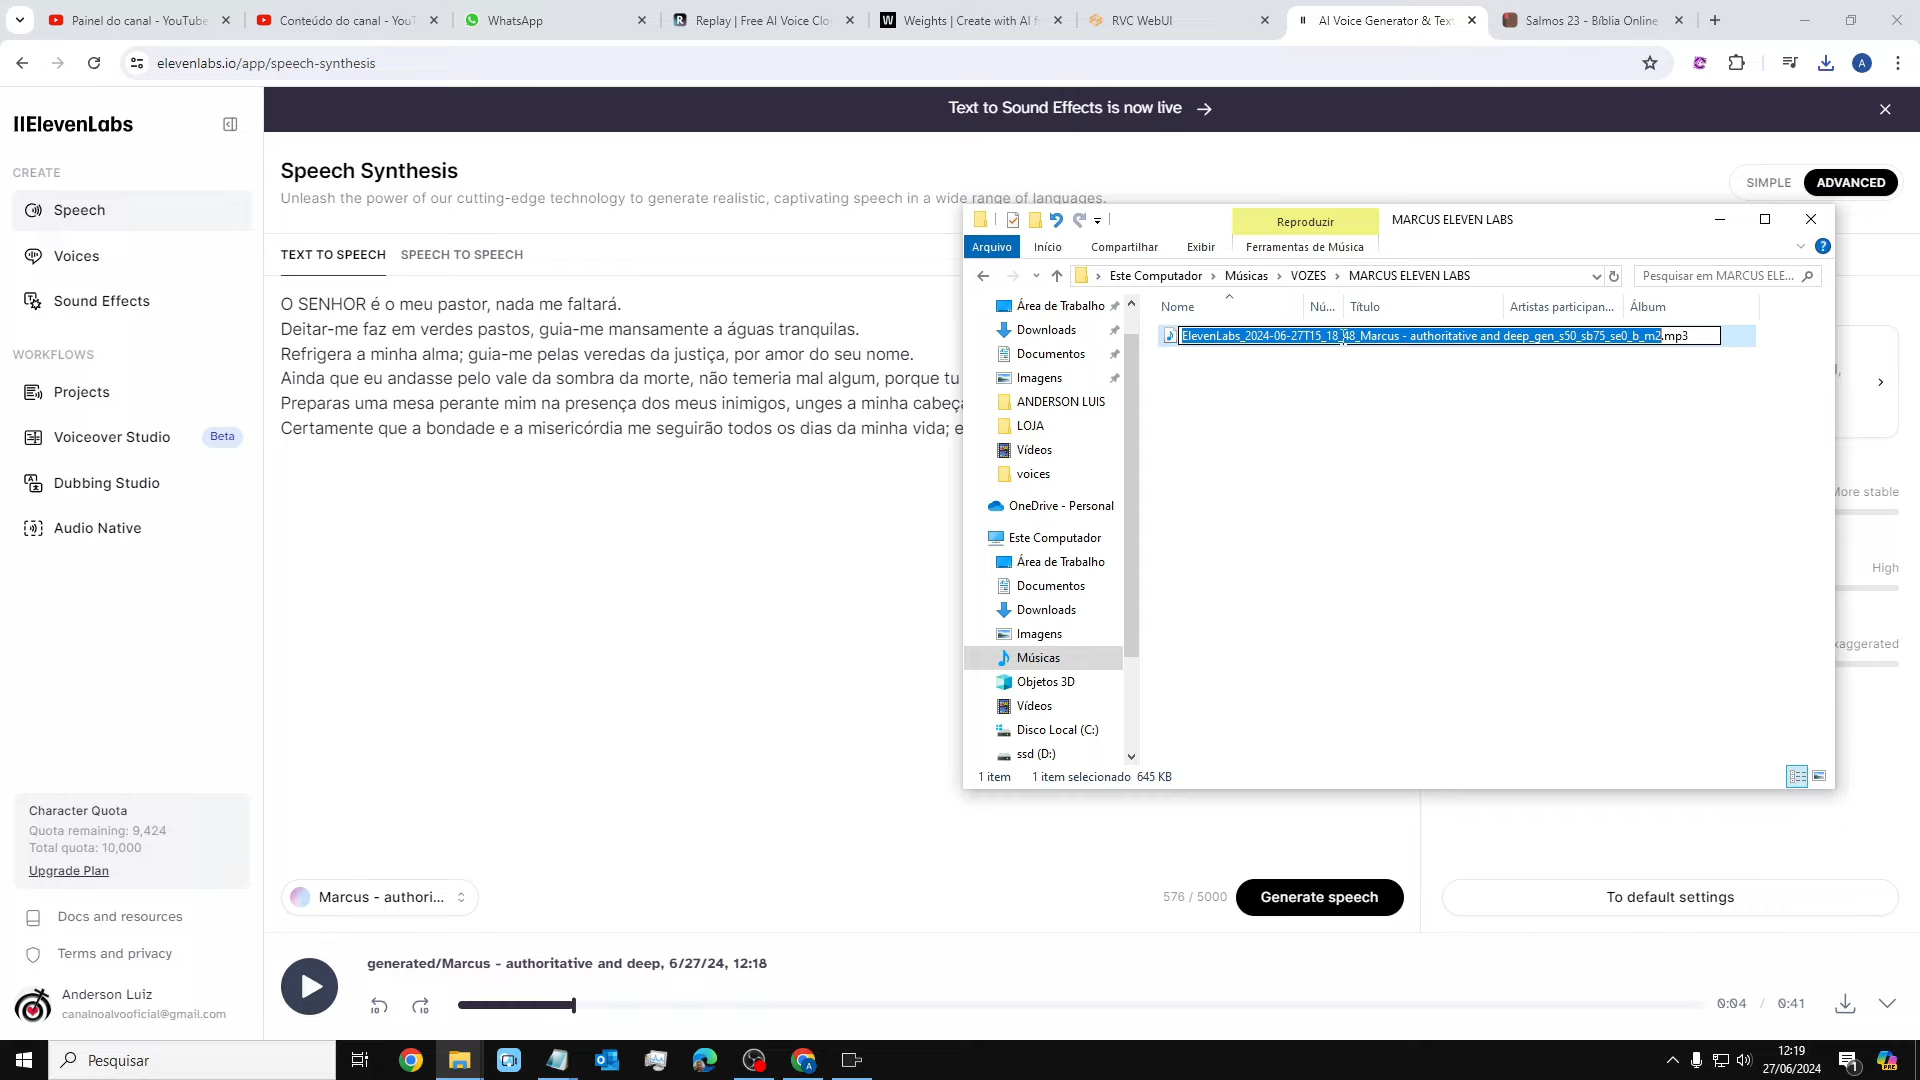 Painel do canal - YouTube
Conteúdo do canal - You
WhatsApp
Replay | Free AI Voice Clo
Weights | Create with AI f
RVC WebUI
AI Voice Generator & Tex
Salmos 23 - Bíblia Online
elevenlabs.io/app/speech-synthesis
A
IIElevenLabs
Text to Sound Effects is now live
CREATE
Speech
Voices
Sound Effects
WORKFLOWS
Projects
Voiceover Studio
Beta
Dubbing Studio
Audio Native
Character Quota
Quota remaining: 9,424
Total quota: 10,000
Upgrade Plan
Docs and resources
Terms and privacy
Anderson Luiz
canalnoalvooficial@gmail.com
Speech Synthesis
Unleash the power of our cutting-edge technology to generate realistic, captivating speech in a wide range of languages.
SIMPLE
ADVANCED
TEXT TO SPEECH
SPEECH TO SPEECH
O SENHOR é o meu pastor, nada me faltará.
Deitar-me faz em verdes pastos, guia-me mansamente a águas tranquilas.
Refrigera a minha alma; guia-me pelas veredas da justiça, por amor do seu nome.
Ainda que eu andasse pelo vale da sombra da morte, não temeria mal algum, porque tu
Preparas uma mesa perante mim na presença dos meus inimigos, unges a minha cabeça
Certamente que a bondade e a misericórdia me seguirão todos os dias da minha vida; e
Reproduzir
MARCUS ELEVEN LABS
Arquivo
Início
Compartilhar
Exibir
Ferramentas de Música
Este Computador
Músicas
VOZES
MARCUS ELEVEN LABS
Pesquisar em MARCUS ELE...
Nome
Nú...
Título
Artistas participan...
Álbum
ElevenLabs_2024-06-27T15_18_48_Marcus - authoritative and deep_gen_s50_sb75_se0_b_m2.mp3
Área de Trabalho
Downloads
Documentos
Imagens
ANDERSON LUIS
LOJA
Vídeos
voices
OneDrive - Personal
Este Computador
Área de Trabalho
Documentos
Downloads
Imagens
Músicas
Objetos 3D
Vídeos
Disco Local (C:)
ssd (D:)
1 item
1 item selecionado 645 KB
More stable
High
xaggerated
Marcus - authori...
576 / 5000
Generate speech
To default settings
generated/Marcus - authoritative and deep, 6/27/24, 12:18
10
10
0:04 / 0:41
Pesquisar
12:19
27/06/2024
1